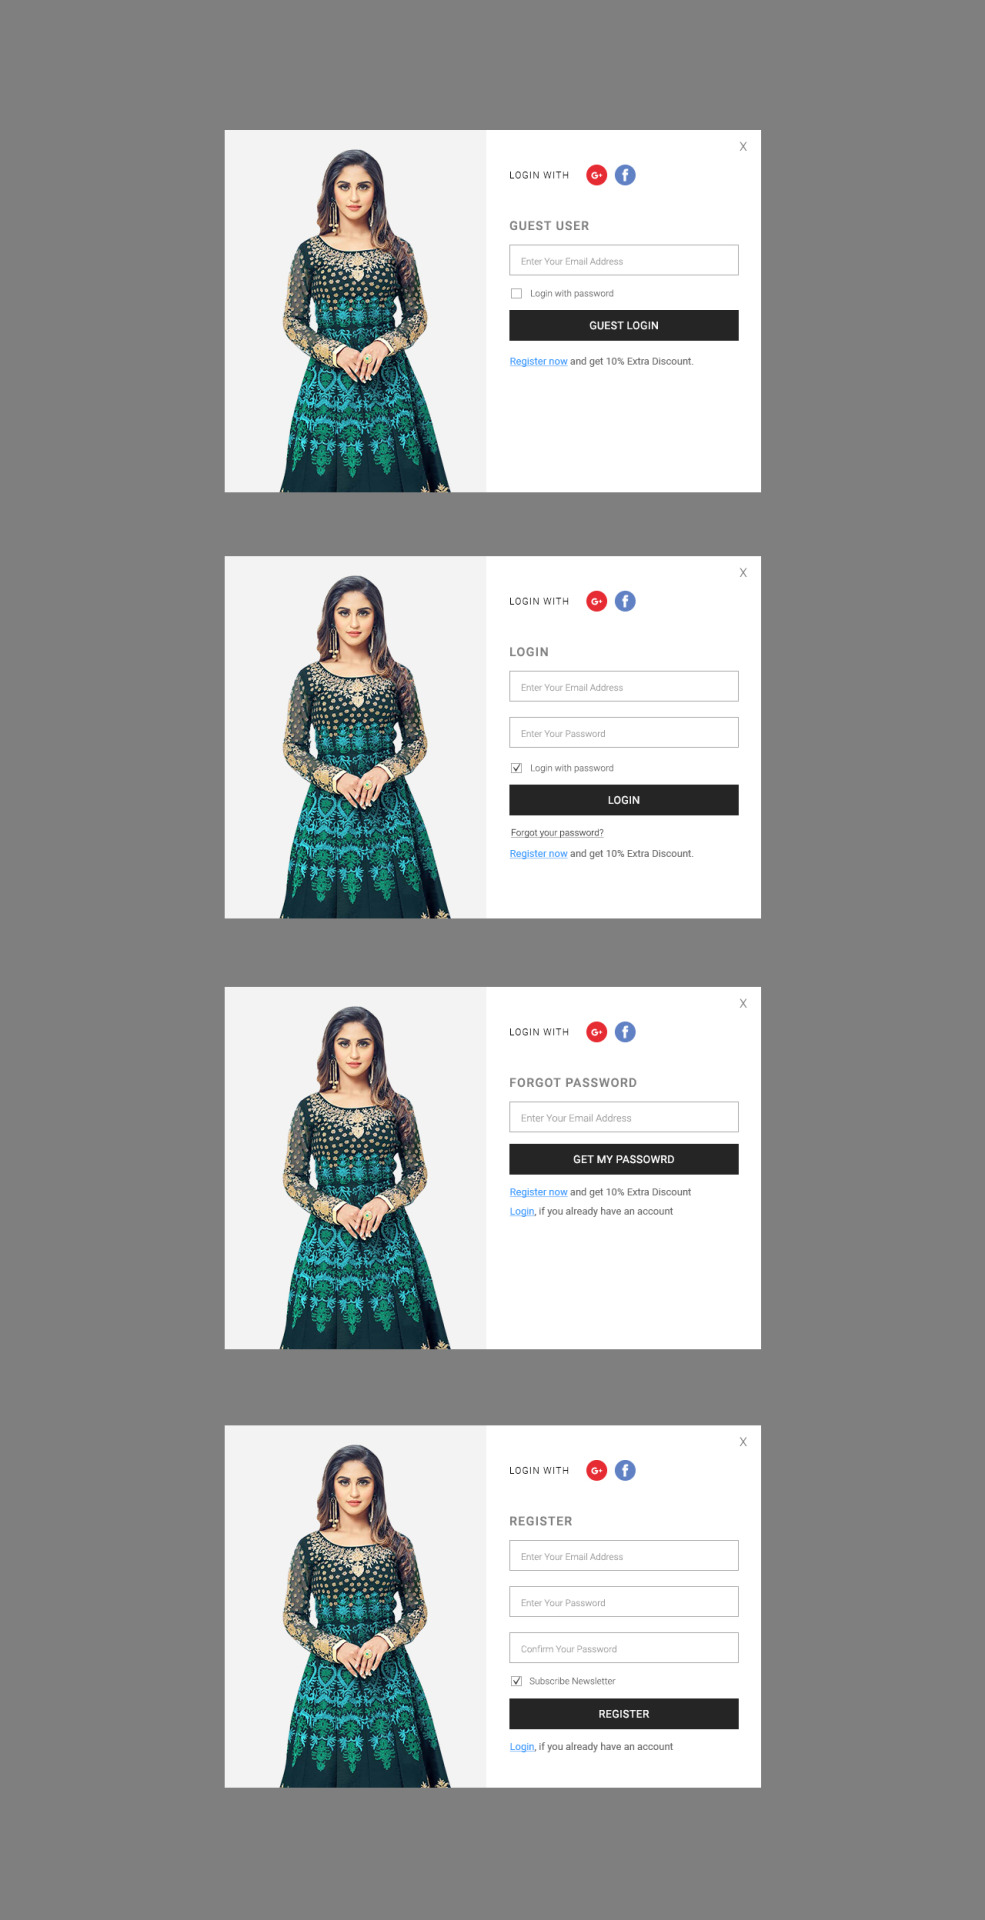 X
LOGIN WITH G+ f
GUEST USER
Enter Your Email Address
Login with password
GUEST LOGIN
Register now and get 10% Extra Discount.
X
LOGIN WITH G+ f
LOGIN
Enter Your Email Address
Enter Your Password
Login with password
LOGIN
Forgot your password?
Register now and get 10% Extra Discount.
X
LOGIN WITH G+ f
FORGOT PASSWORD
Enter Your Email Address
GET MY PASSOWRD
Register now and get 10% Extra Discount
Login, if you already have an account
X
LOGIN WITH G+ f
REGISTER
Enter Your Email Address
Enter Your Password
Confirm Your Password
Subscribe Newsletter
REGISTER
Login, if you already have an account